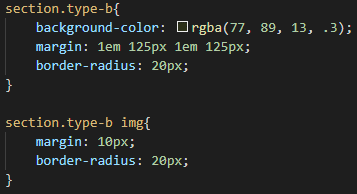 section.type-b{
    background-color: rgba(77, 89, 13, .3);
    margin: 1em 125px 1em 125px;
    border-radius: 20px;
}

section.type-b img{
    margin: 10px;
    border-radius: 20px;
}